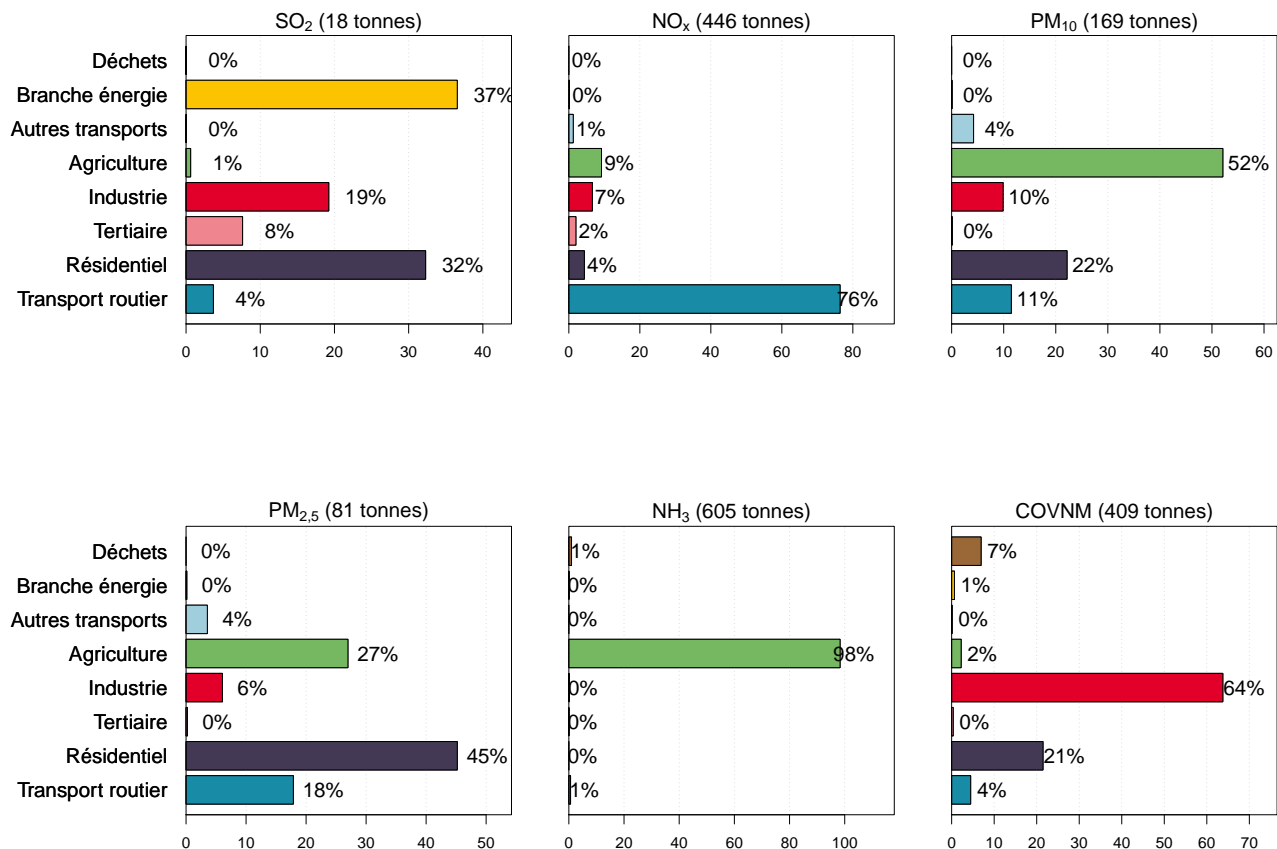 SO₂ (18 tonnes)
Déchets 0%
Branche énergie 37%
Autres transports 0%
Agriculture 1%
Industrie 19%
Tertiaire 8%
Résidentiel 32%
Transport routier 4%
0 10 20 30 40
NOₓ (446 tonnes)
0%
0%
1%
9%
7%
2%
4%
76%
0 20 40 60 80
PM₁₀ (169 tonnes)
0%
0%
4%
52%
10%
0%
22%
11%
0 10 20 30 40 50 60
PM₂,₅ (81 tonnes)
Déchets 0%
Branche énergie 0%
Autres transports 4%
Agriculture 27%
Industrie 6%
Tertiaire 0%
Résidentiel 45%
Transport routier 18%
0 10 20 30 40 50
NH₃ (605 tonnes)
1%
0%
0%
98%
0%
0%
0%
1%
0 20 40 60 80 100
COVNM (409 tonnes)
7%
1%
0%
2%
64%
0%
21%
4%
0 10 20 30 40 50 60 70